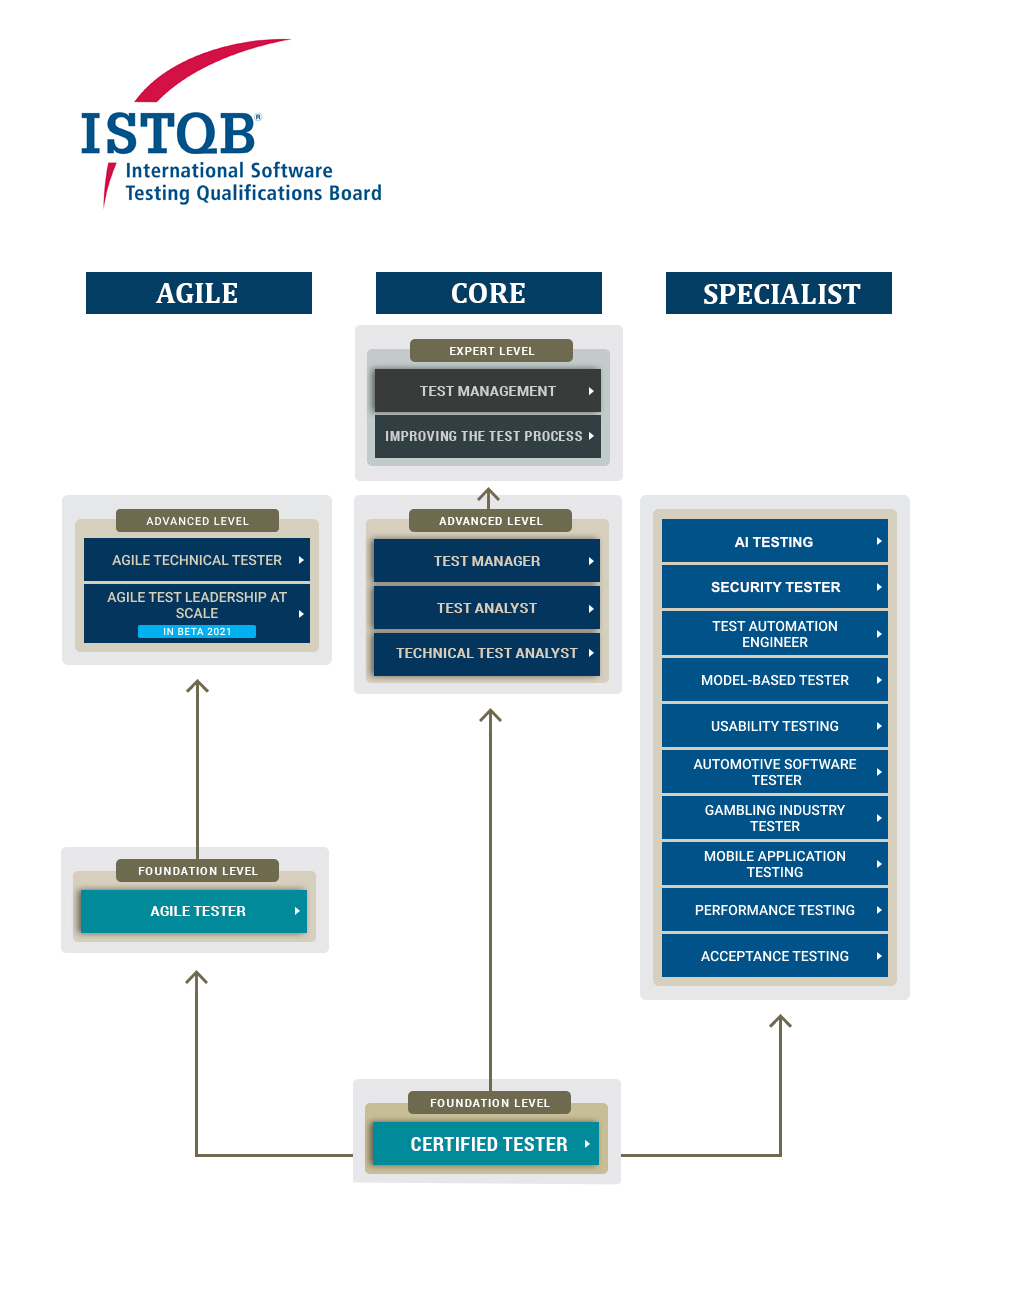 ISTQB®
International Software
Testing Qualifications Board
AGILE
CORE
SPECIALIST
EXPERT LEVEL
TEST MANAGEMENT
IMPROVING THE TEST PROCESS
ADVANCED LEVEL
AGILE TECHNICAL TESTER
AGILE TEST LEADERSHIP AT
SCALE
IN BETA 2021
ADVANCED LEVEL
TEST MANAGER
TEST ANALYST
TECHNICAL TEST ANALYST
AI TESTING
SECURITY TESTER
TEST AUTOMATION
ENGINEER
MODEL-BASED TESTER
USABILITY TESTING
AUTOMOTIVE SOFTWARE
TESTER
GAMBLING INDUSTRY
TESTER
MOBILE APPLICATION
TESTING
PERFORMANCE TESTING
ACCEPTANCE TESTING
FOUNDATION LEVEL
AGILE TESTER
FOUNDATION LEVEL
CERTIFIED TESTER